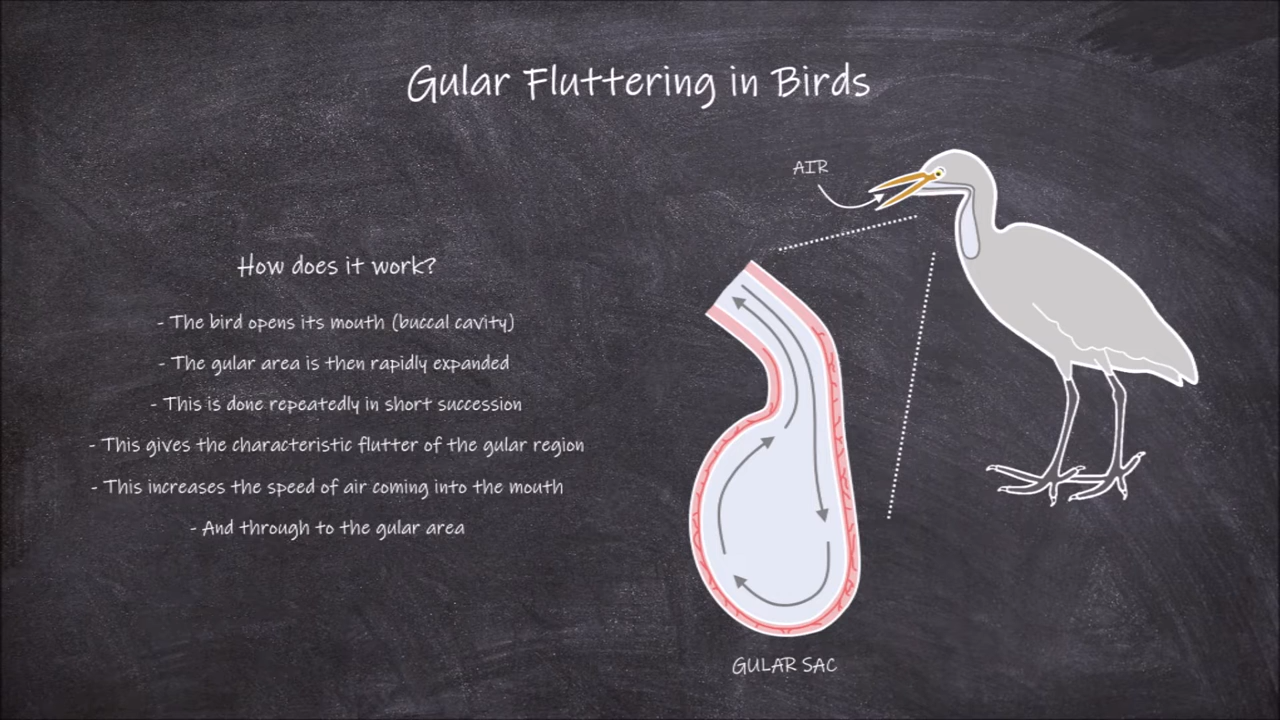 Gular Fluttering in Birds
AIR
How does it work?
- The bird opens its mouth (buccal cavity)
- The gular area is then rapidly expanded
- This is done repeatedly in short succession
- This gives the characteristic flutter of the gular region
- This increases the speed of air coming into the mouth
- And through to the gular area
GULAR SAC